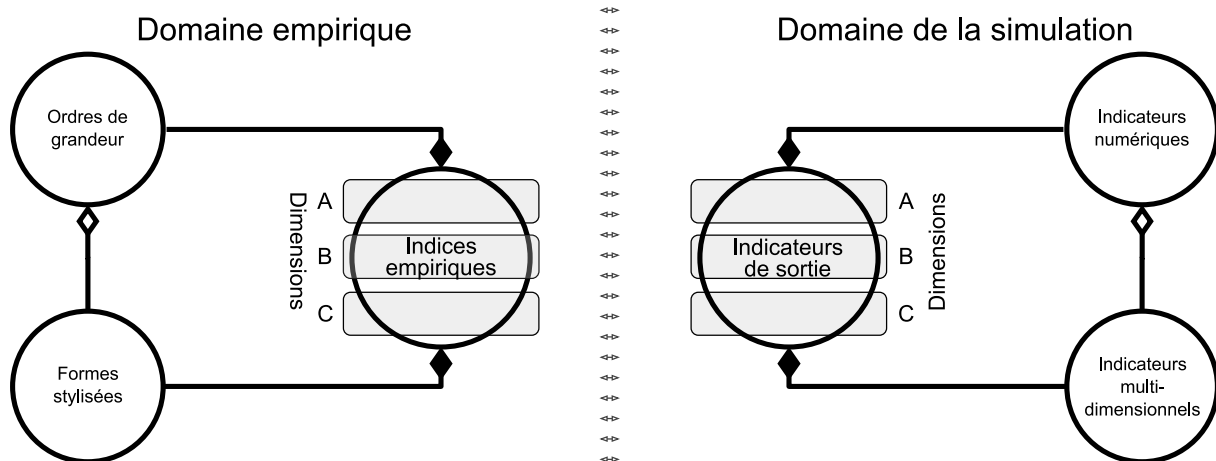 Domaine empirique
Ordres de
grandeur
Dimensions
A
B
C
Indices
empiriques
Formes
stylisées
Domaine de la simulation
Indicateurs
numériques
Indicateurs
de sortie
A
B
C
Dimensions
Indicateurs
multi-
dimensionnels